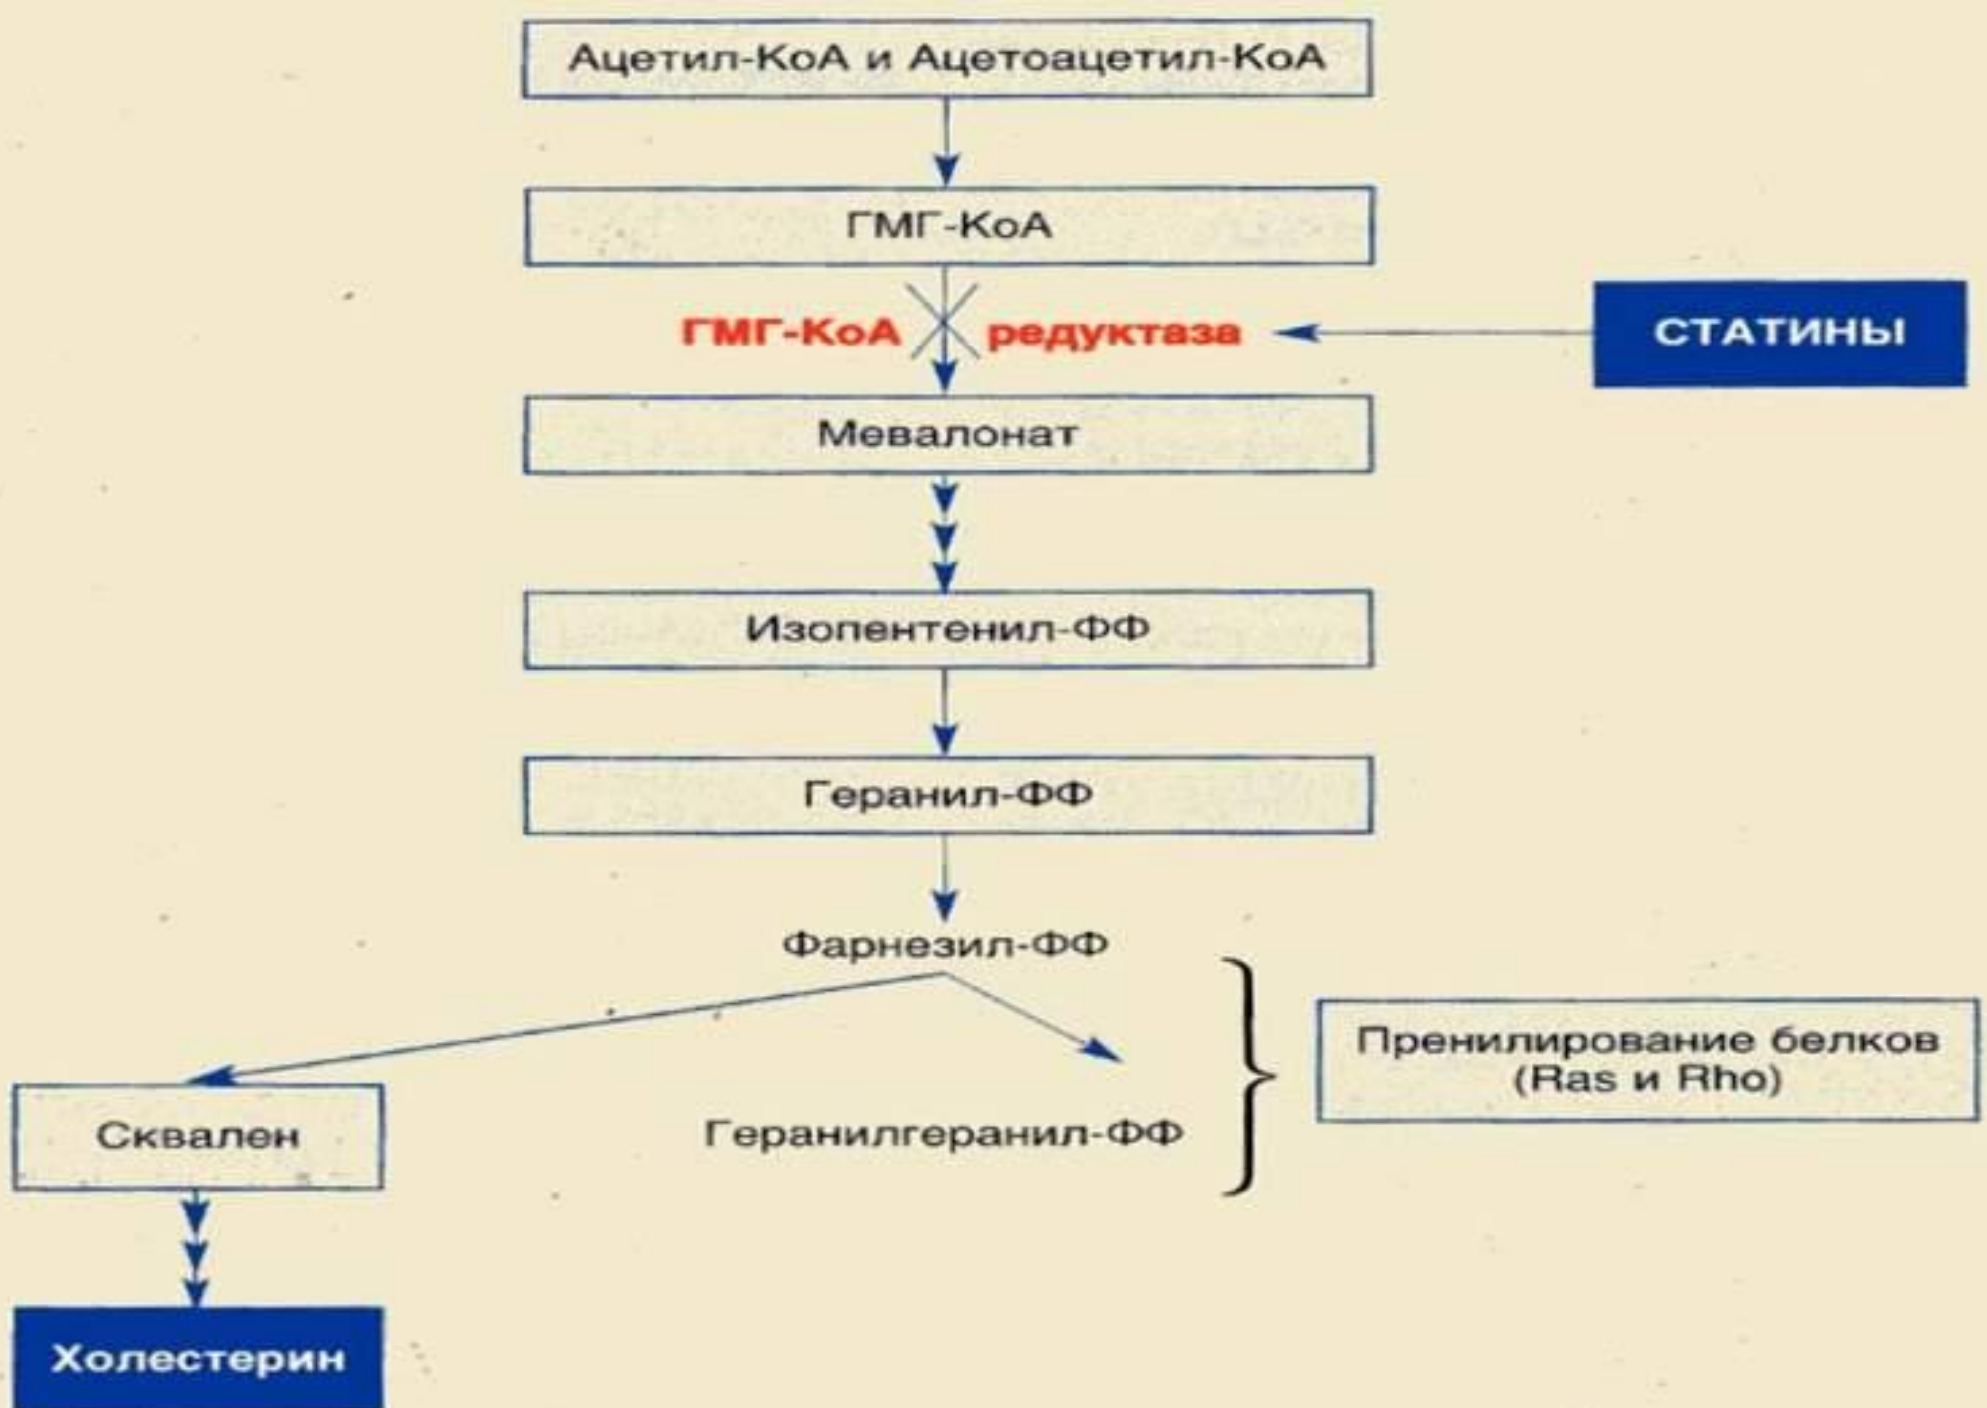 Ацетил-КоА и Ацетоацетил-КоА
ГМГ-КоА
ГМГ-КоА редуктаза
СТАТИНЫ
Мевалонат
Изопентенил-ФФ
Геранил-ФФ
Фарнезил-ФФ
Пренилирование белков
(Ras и Rho)
Сквален
Геранилгеранил-ФФ
Холестерин